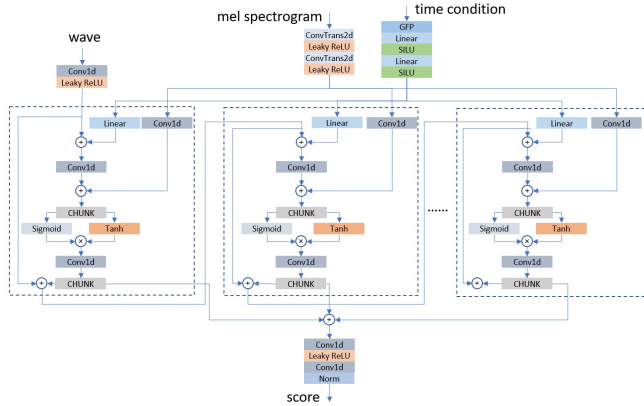 mel spectrogram
time condition
wave
ConvTrans2d
Leaky ReLU
ConvTrans2d
Leaky ReLU
GFP
Linear
SILU
Linear
SILU
Conv1d
Leaky ReLU
Linear
Conv1d
Conv1d
CHUNK
Sigmoid
Tanh
Conv1d
CHUNK
Linear
Conv1d
Conv1d
CHUNK
Sigmoid
Tanh
Conv1d
CHUNK
......
Linear
Conv1d
Conv1d
CHUNK
Sigmoid
Tanh
Conv1d
CHUNK
Conv1d
Leaky ReLU
Conv1d
Norm
score